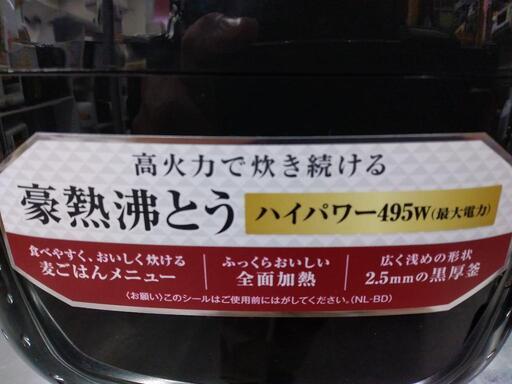 高火力で炊き続ける
豪熱沸とう ハイパワー495W(最大電力)
食べやすく、おいしく炊ける
麦ごはんメニュー
ふっくらおいしい
全面加熱
広く浅めの形状
2.5mmの黒厚釜
〈お願い〉このシールはご使用前にはがしてください。(NL-BD)